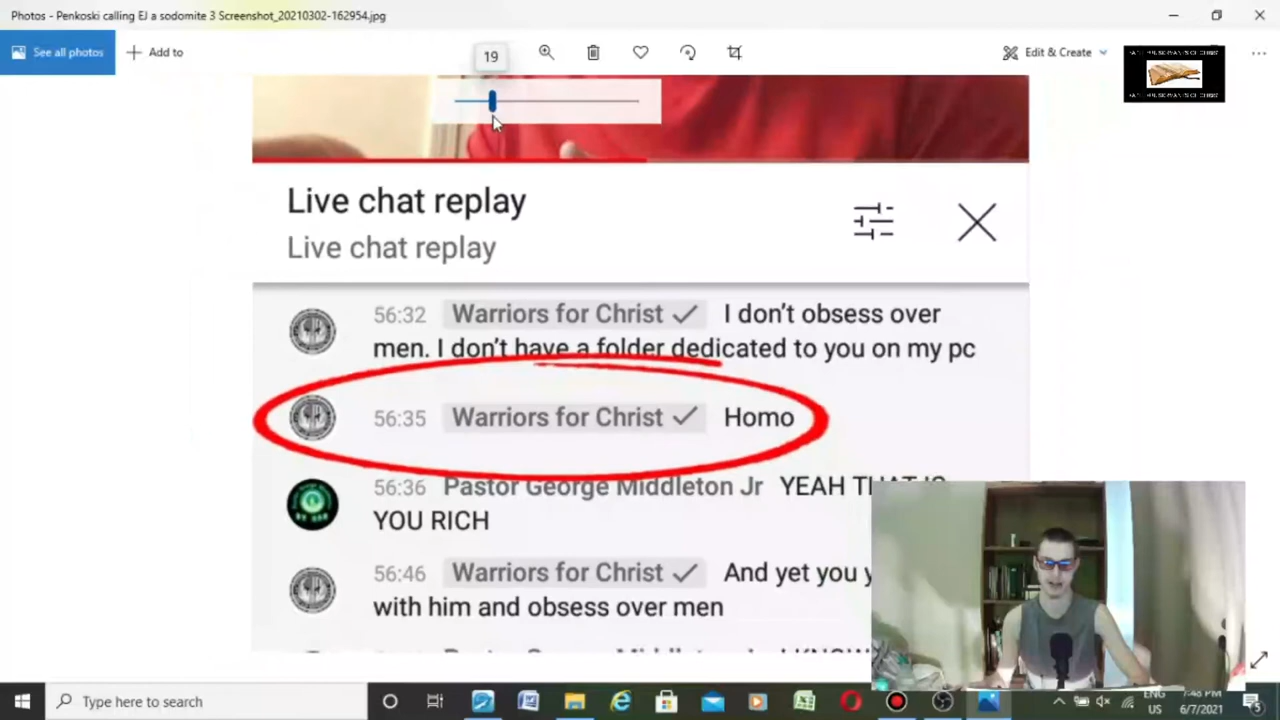 Photos - Penkoski calling EJ a sodomite 3 Screenshot_20210302-162954.jpg
See all photos
Add to
19
Edit & Create
Live chat replay
Live chat replay
56:32 Warriors for Christ I don't obsess over
men. I don't have a folder dedicated to you on my pc
56:35 Warriors for Christ Homo
56:36 Pastor George Middleton Jr YEAH THAT IS
YOU RICH
56:46 Warriors for Christ And yet you
with him and obsess over men
Type here to search
ENG
US
7:48 PM
6/7/2021
5